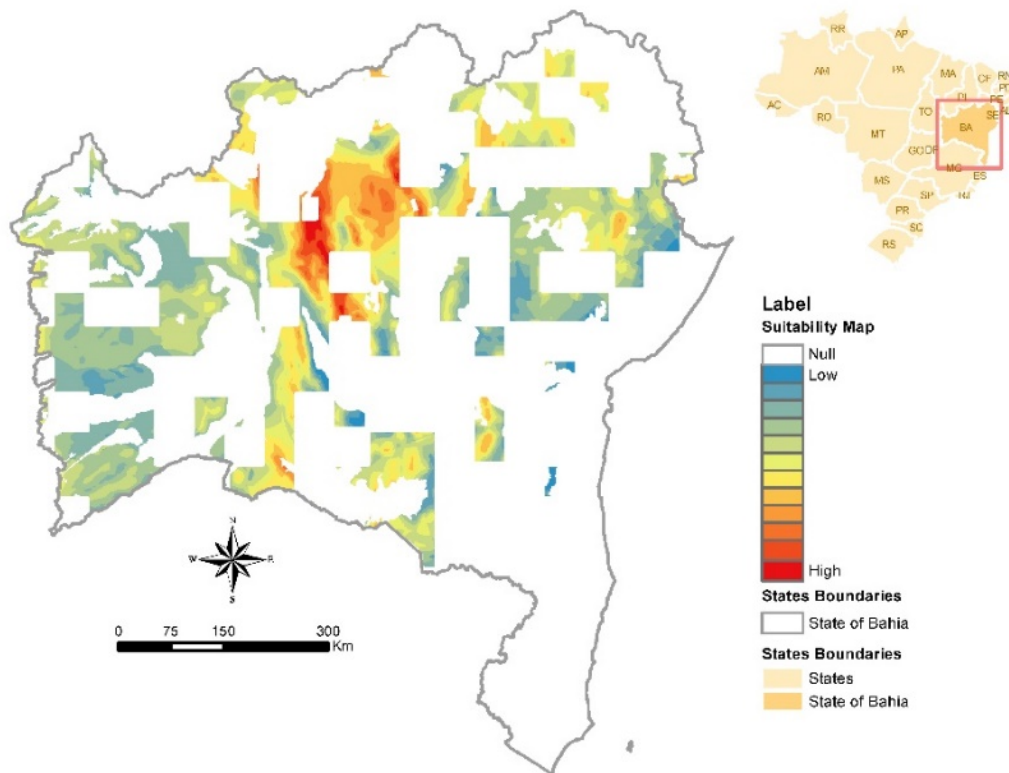 RR
AP
AM
PA
MA
CE
RN
PI
PE
AC
TO
SE
RO
BA
MT
GO
DF
MG
MS
ES
SP
RJ
PR
SC
RS
Label
Suitability Map
Null
Low
High
States Boundaries
State of Bahia
States Boundaries
States
State of Bahia
N
W
E
S
0 75 150 300
Km